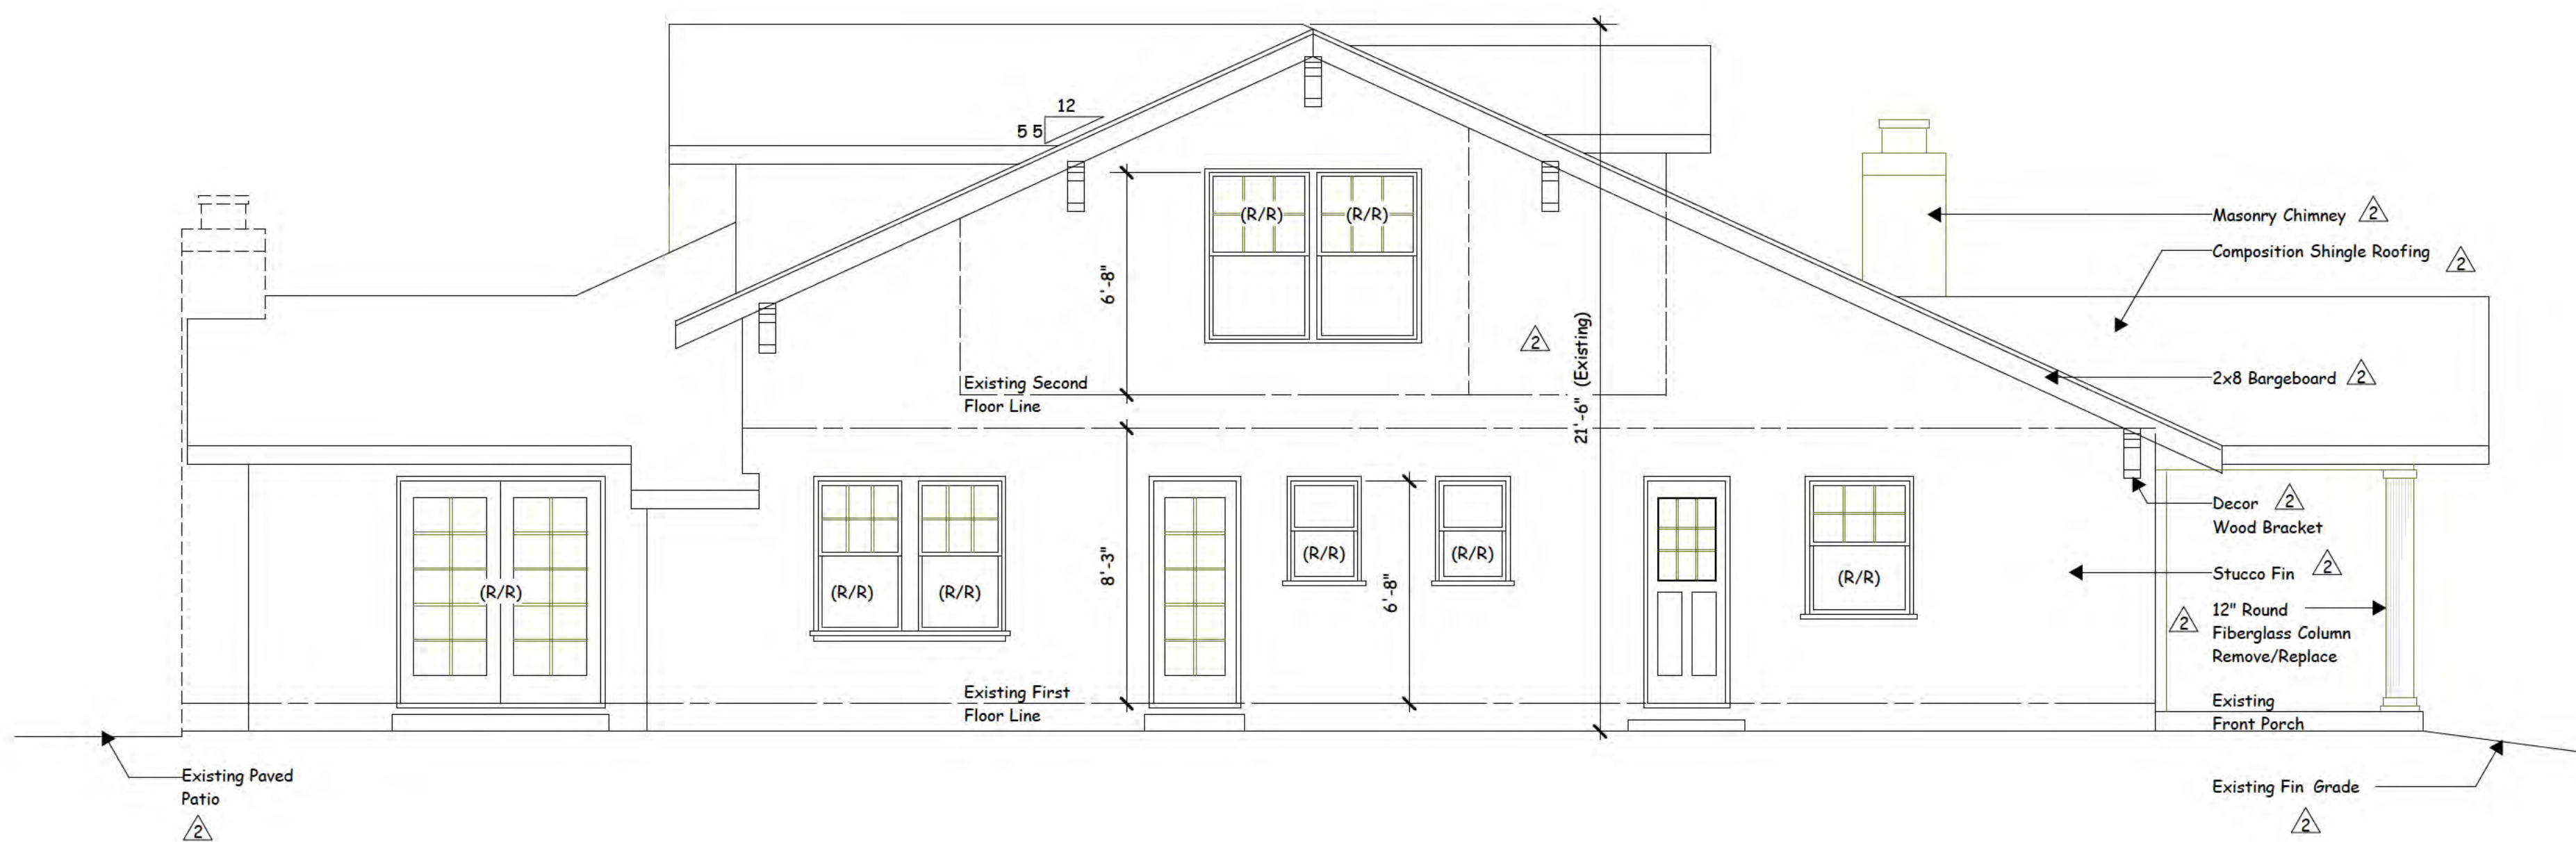 12
5 5
(R/R)
(R/R)
6'-8"
21'-6" (Existing)
2
Existing Second
Floor Line
Masonry Chimney 2
Composition Shingle Roofing 2
2x8 Bargeboard 2
8'-3"
6'-8"
(R/R)
(R/R)
(R/R)
(R/R)
(R/R)
(R/R)
Decor 2
Wood Bracket
Stucco Fin 2
2
12" Round
Fiberglass Column
Remove/Replace
Existing First
Floor Line
Existing
Front Porch
Existing Paved
Patio
2
Existing Fin Grade
2